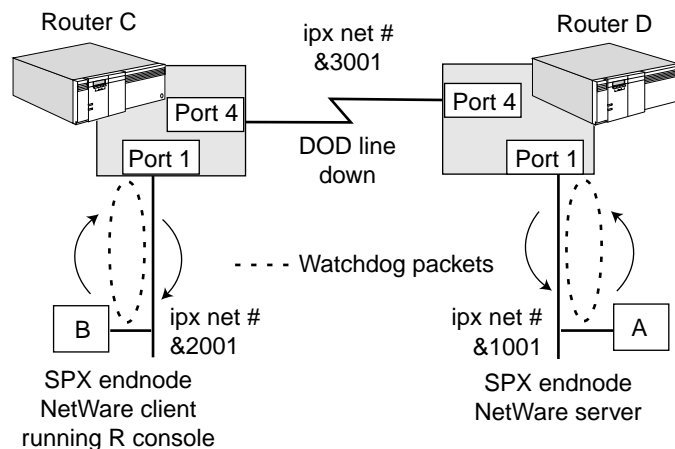 Router C
ipx net #
&3001
Router D
Port 4
Port 4
DOD line
down
Port 1
Port 1
Watchdog packets
B
ipx net #
&2001
ipx net #
&1001
A
SPX endnode
NetWare client
running R console
SPX endnode
NetWare server